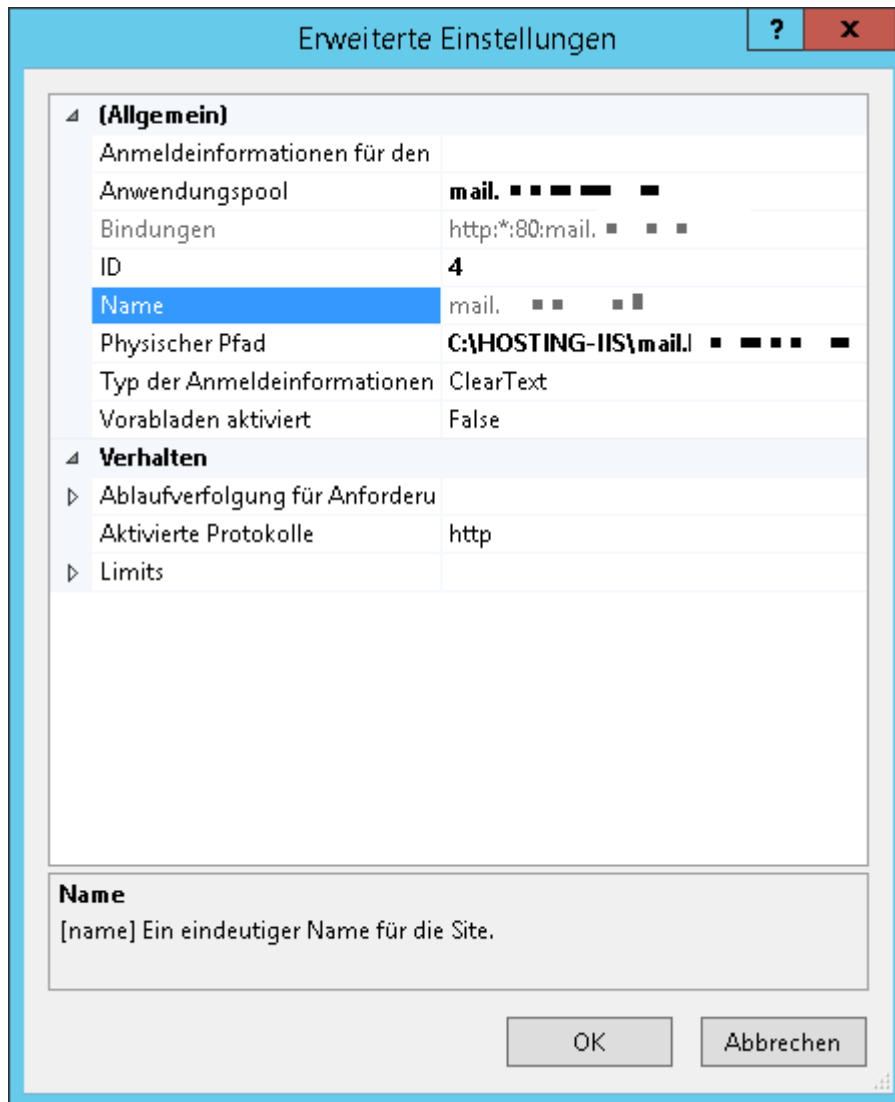 Erweiterte Einstellungen
?
x
(Allgemein)
Anmeldeinformationen für den
Anwendungspool mail.
Bindungen http:*:80:mail.
ID 4
Name mail.
Physischer Pfad C:\HOSTING-IIS\mail.
Typ der Anmeldeinformationen ClearText
Vorabladen aktiviert False
Verhalten
Ablaufverfolgung für Anforderu
Aktivierte Protokolle http
Limits
Name
[name] Ein eindeutiger Name für die Site.
OK
Abbrechen